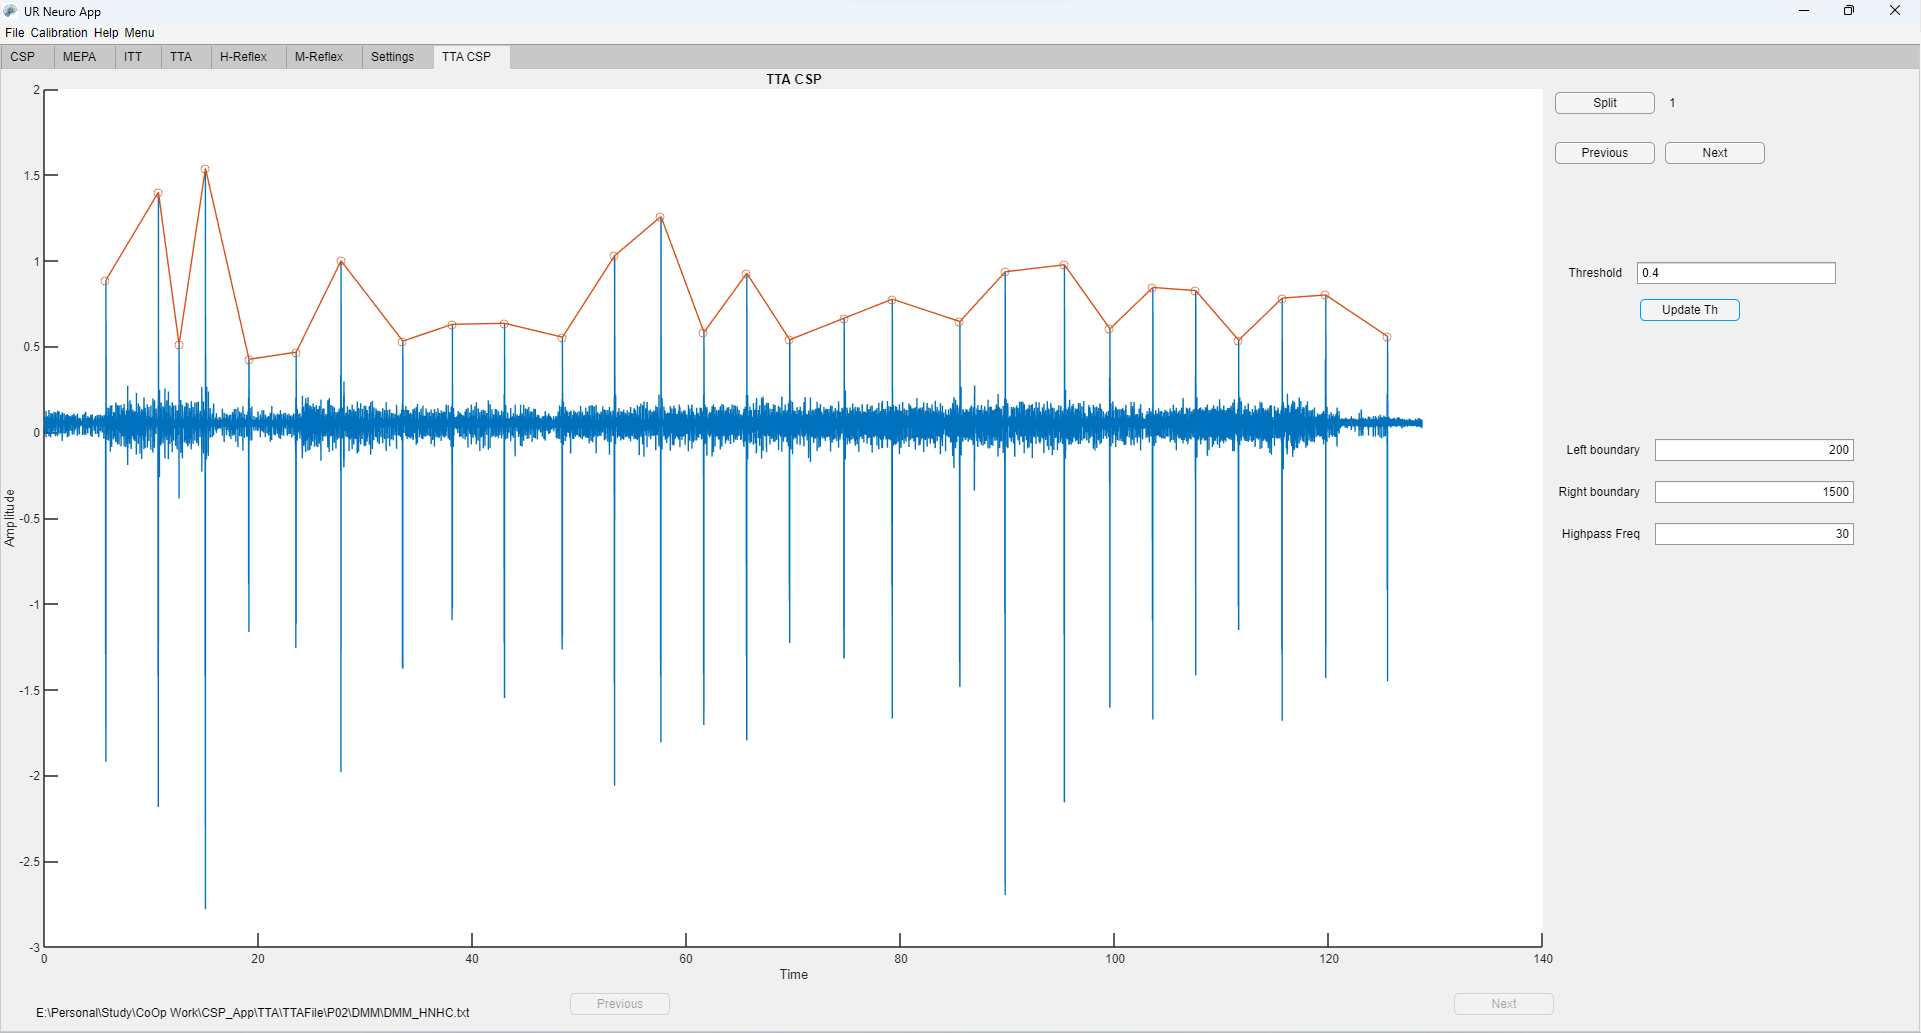 UR Neuro App
File Calibration Help Menu
CSP MEPA ITT TTA H-Reflex M-Reflex Settings TTA CSP
TTA CSP
2
1.5
1
0.5
0
-0.5
-1
-1.5
-2
-2.5
-3
Amplitude
0 20 40 60 80 100 120 140
Time
Split 1
Previous Next
Threshold 0.4
Update Th
Left boundary 200
Right boundary 1500
Highpass Freq 30
Previous Next
E:\Personal\Study\CoOp Work\CSP_App\TTA\TTAFile\P02\DMM\DMM_HNHC.txt